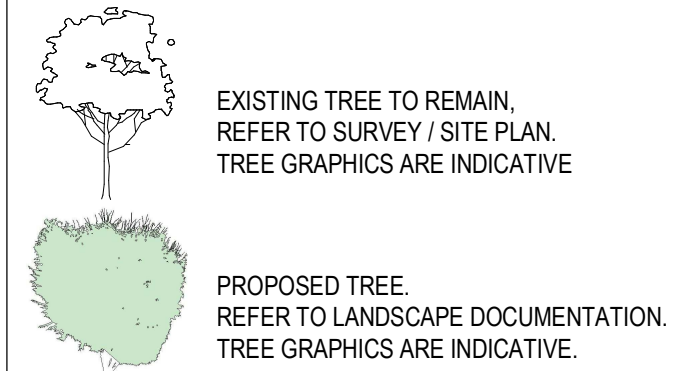 EXISTING TREE TO REMAIN,
REFER TO SURVEY / SITE PLAN.
TREE GRAPHICS ARE INDICATIVE
PROPOSED TREE.
REFER TO LANDSCAPE DOCUMENTATION.
TREE GRAPHICS ARE INDICATIVE.